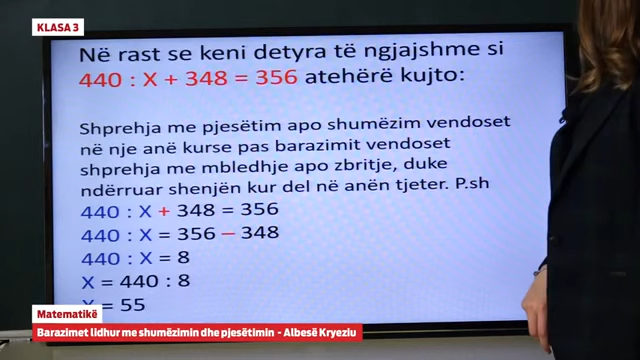 KLASA 3
Në rast se keni detyra të ngjajshme si
440 : X + 348 = 356 atehërë kujto:
Shprehja me pjesëtim apo shumëzim vendoset
në nje anë kurse pas barazimit vendoset
shprehja me mbledhje apo zbritje, duke
ndërruar shenjën kur del në anën tjeter. P.sh
440 : X + 348 = 356
440 : X = 356 – 348
440 : X = 8
X = 440 : 8
X = 55
Matematikë
Barazimet lidhur me shumëzimin dhe pjesëtimin - Albesë Kryeziu